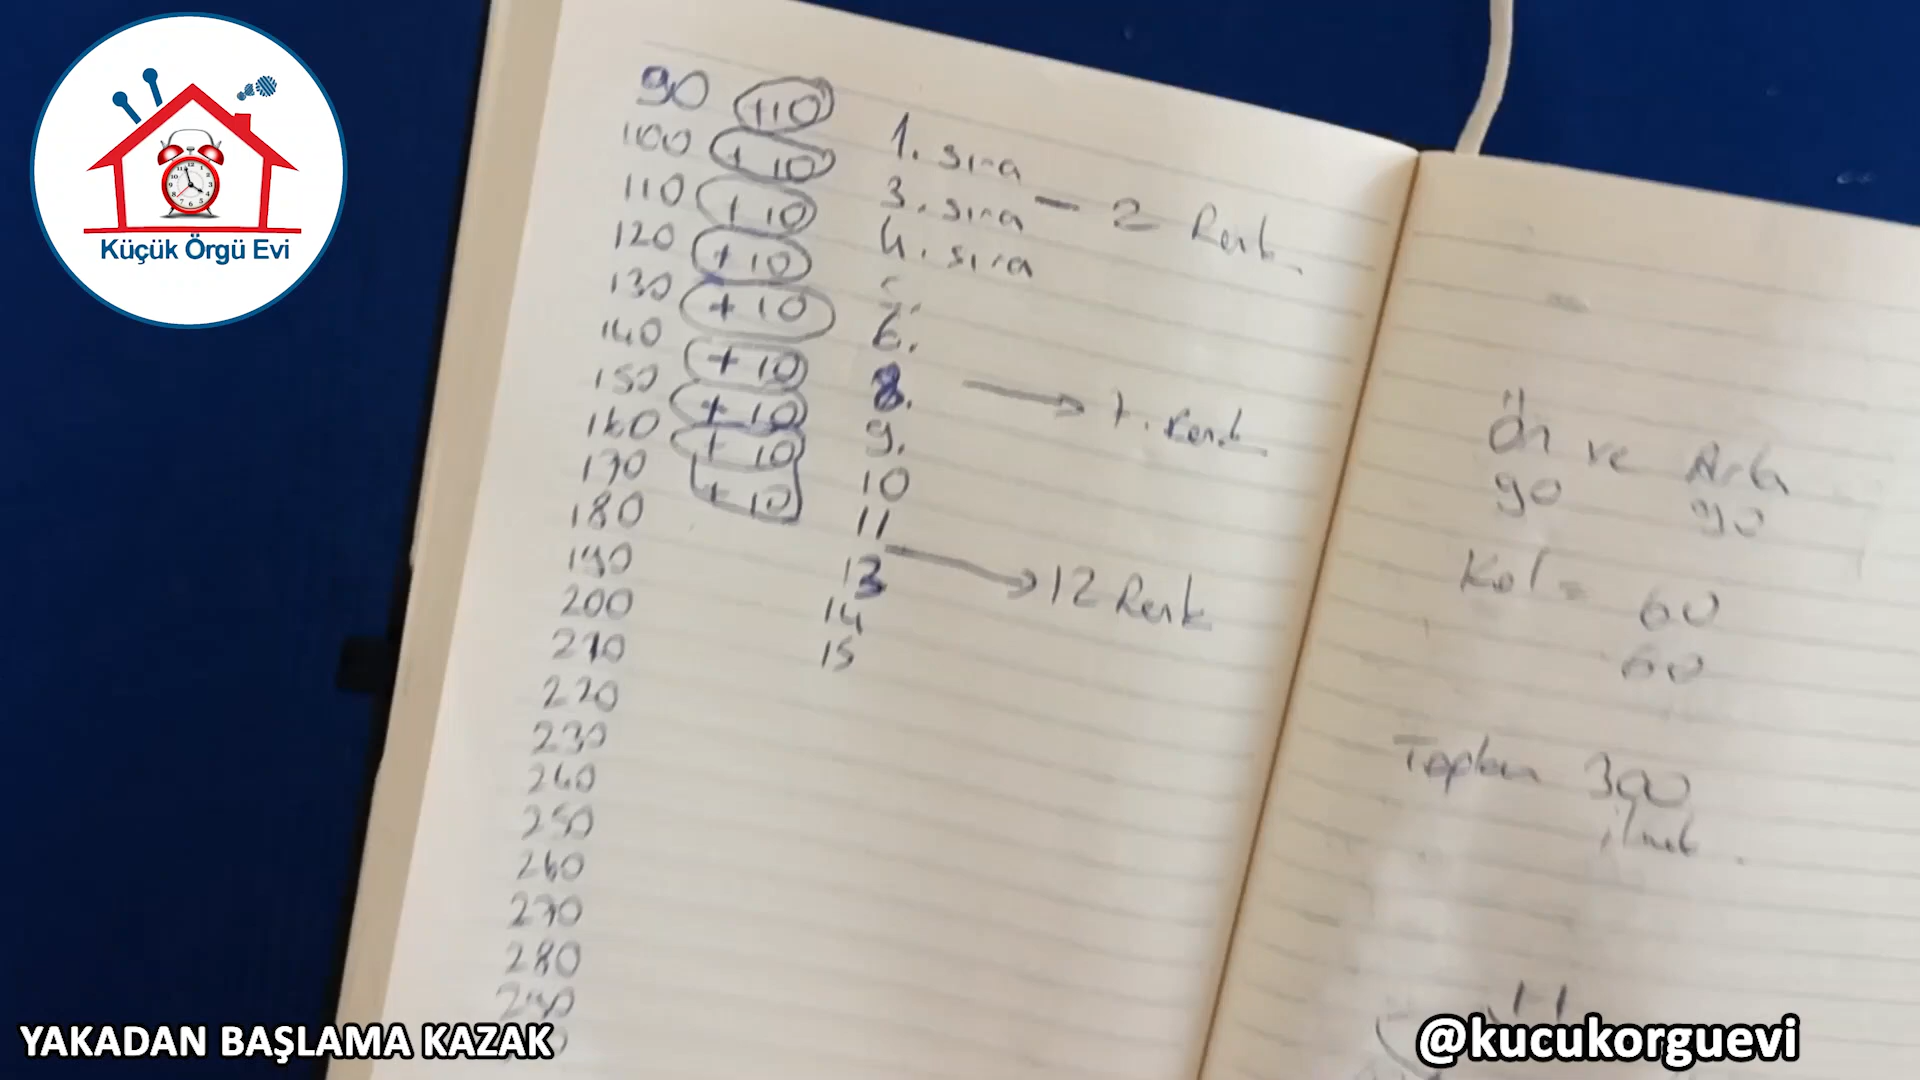 Küçük Örgü Evi
90 +10 1. sıra
100 +10 3. sıra — 2 Renk
110 +10 4. sıra
120 +10
130 +10 6.
140 +10 8. → 7. Renk
150 +10 9.
160 +10 10
170 +10 11 → 12 Renk
180 13
190 14
200 15
210
220
230
240
250
260
270
280
290
Ön ve Arka
90 90
Kol = 60
60
Toplam 300
ilmek.
YAKADAN BAŞLAMA KAZAK
@kucukorguevi